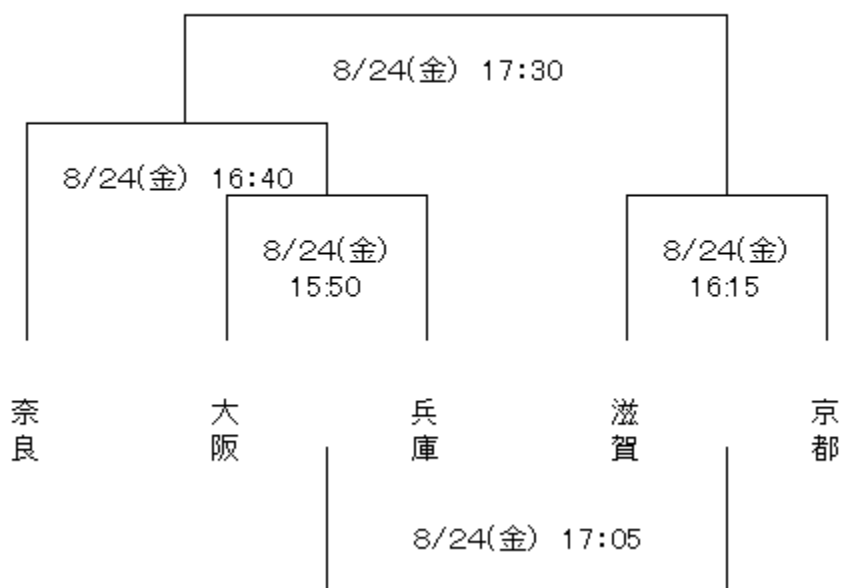 8/24(金) 17:30
8/24(金) 16:40
8/24(金)
15:50
8/24(金)
16:15
奈良
大阪
兵庫
滋賀
京都
8/24(金) 17:05